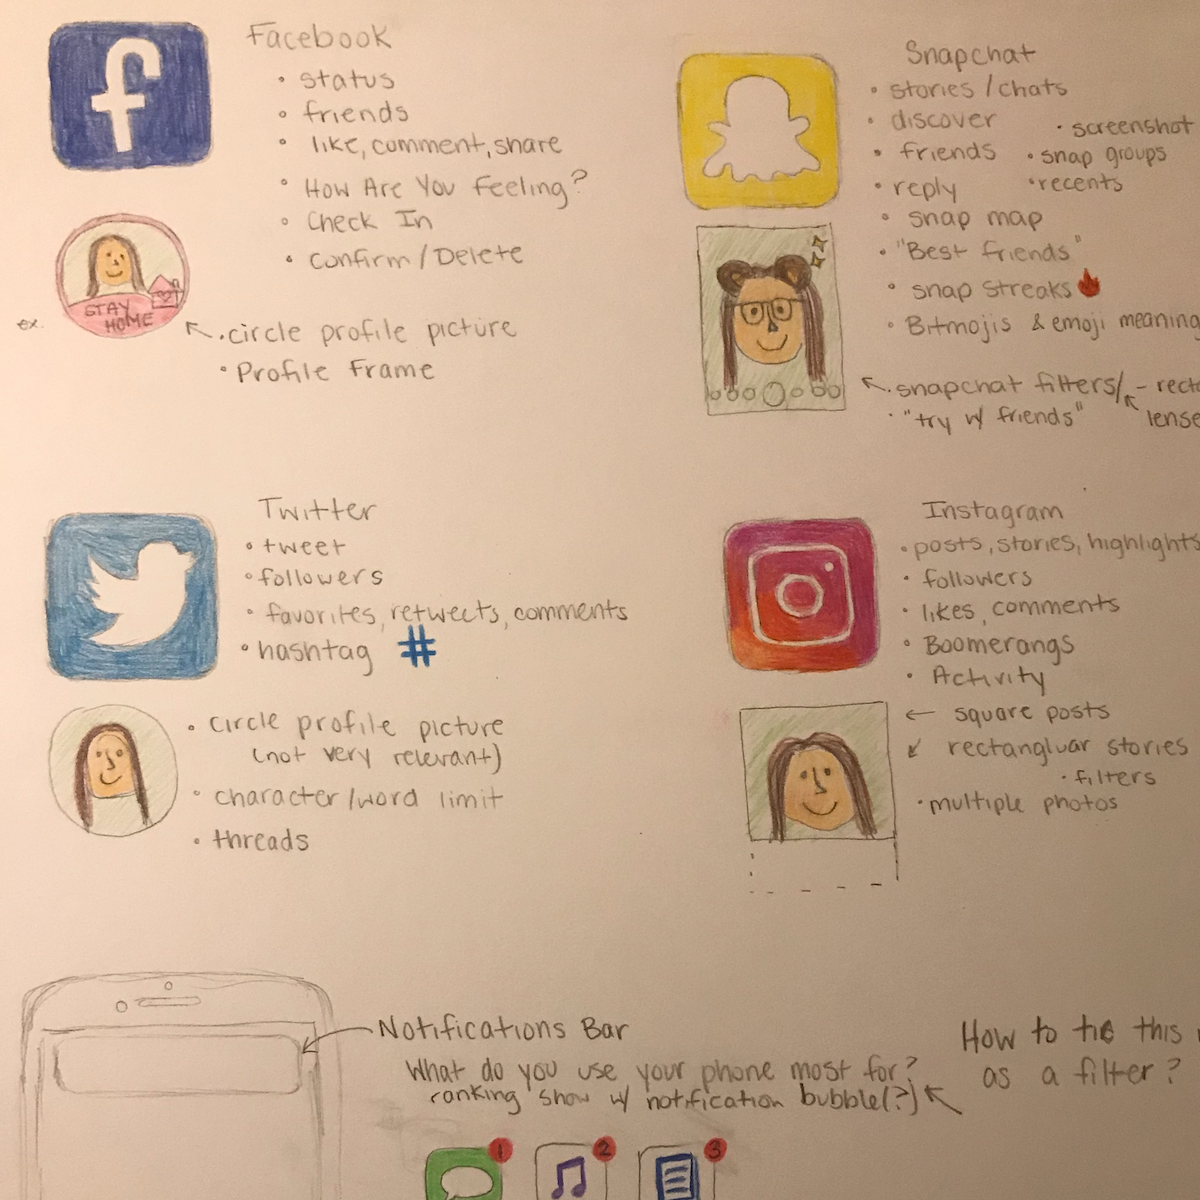 Facebook
• status
• friends
• like, comment, share
• How Are You Feeling?
• Check In
• Confirm/Delete
ex.
STAY
HOME
• circle profile picture
• Profile Frame
Snapchat
• stories/chats
• discover
• friends
• reply
• snap map
• "Best friends"
• snap streaks
• Bitmojis & emoji meaning
• screenshot
• snap groups
• recents
• snapchat filters/ - rect
lense
• "try w/ friends"
Twitter
• tweet
• followers
• favorites, retweets, comments
• hashtag #
• circle profile picture
(not very relevant)
• character/word limit
• threads
Instagram
• posts, stories, highlights
• followers
• likes, comments
• Boomerangs
• Activity
square posts
rectangluar stories
• filters
• multiple photos
Notifications Bar
What do you use your phone most for?
ranking show w/ notification bubble(?)
How to tie this
as a filter?
1
2
3